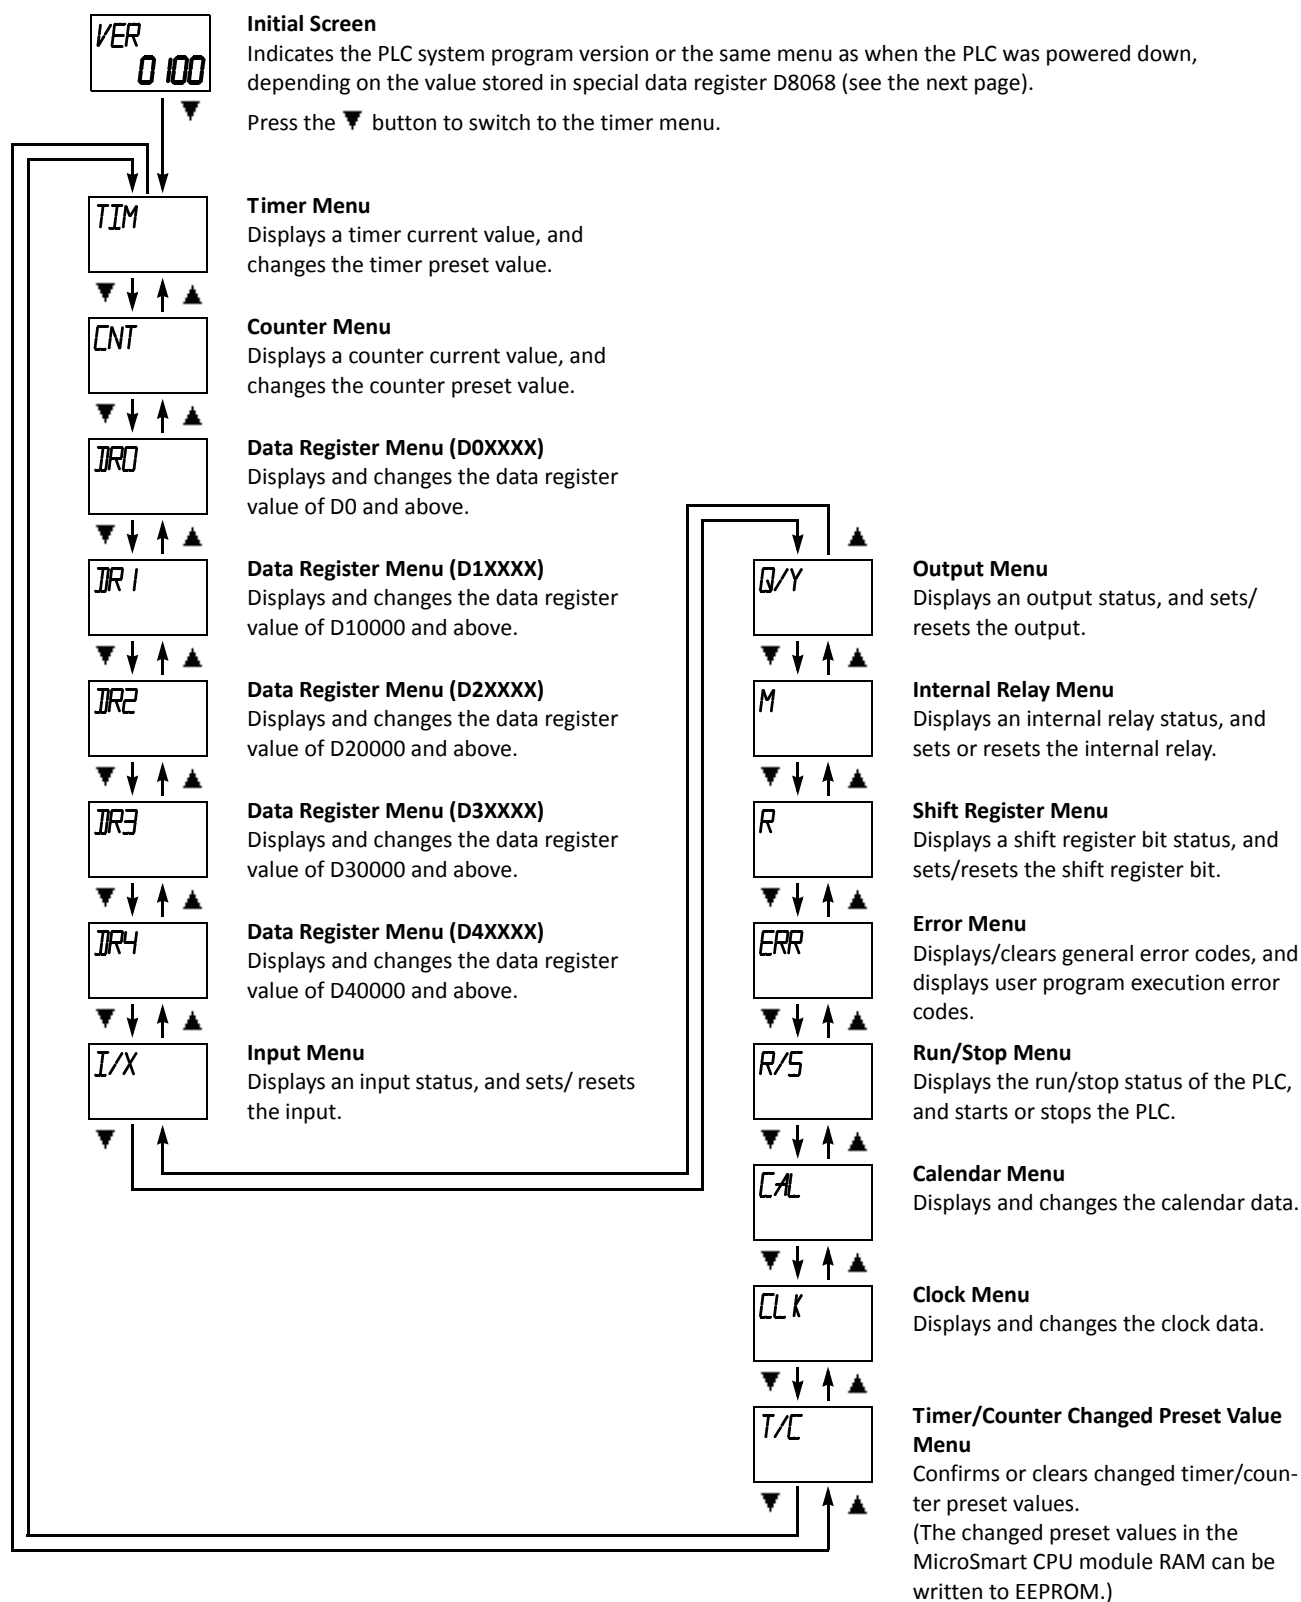 VER
0100
Initial Screen
Indicates the PLC system program version or the same menu as when the PLC was powered down,
depending on the value stored in special data register D8068 (see the next page).
Press the ▼ button to switch to the timer menu.
TIM
Timer Menu
Displays a timer current value, and
changes the timer preset value.
CNT
Counter Menu
Displays a counter current value, and
changes the counter preset value.
DR0
Data Register Menu (D0XXXX)
Displays and changes the data register
value of D0 and above.
DR1
Data Register Menu (D1XXXX)
Displays and changes the data register
value of D10000 and above.
DR2
Data Register Menu (D2XXXX)
Displays and changes the data register
value of D20000 and above.
DR3
Data Register Menu (D3XXXX)
Displays and changes the data register
value of D30000 and above.
DR4
Data Register Menu (D4XXXX)
Displays and changes the data register
value of D40000 and above.
I/X
Input Menu
Displays an input status, and sets/ resets
the input.
Q/Y
Output Menu
Displays an output status, and sets/
resets the output.
M
Internal Relay Menu
Displays an internal relay status, and
sets or resets the internal relay.
R
Shift Register Menu
Displays a shift register bit status, and
sets/resets the shift register bit.
ERR
Error Menu
Displays/clears general error codes, and
displays user program execution error
codes.
R/S
Run/Stop Menu
Displays the run/stop status of the PLC,
and starts or stops the PLC.
CAL
Calendar Menu
Displays and changes the calendar data.
CLK
Clock Menu
Displays and changes the clock data.
T/C
Timer/Counter Changed Preset Value
Menu
Confirms or clears changed timer/coun-
ter preset values.
(The changed preset values in the
MicroSmart CPU module RAM can be
written to EEPROM.)